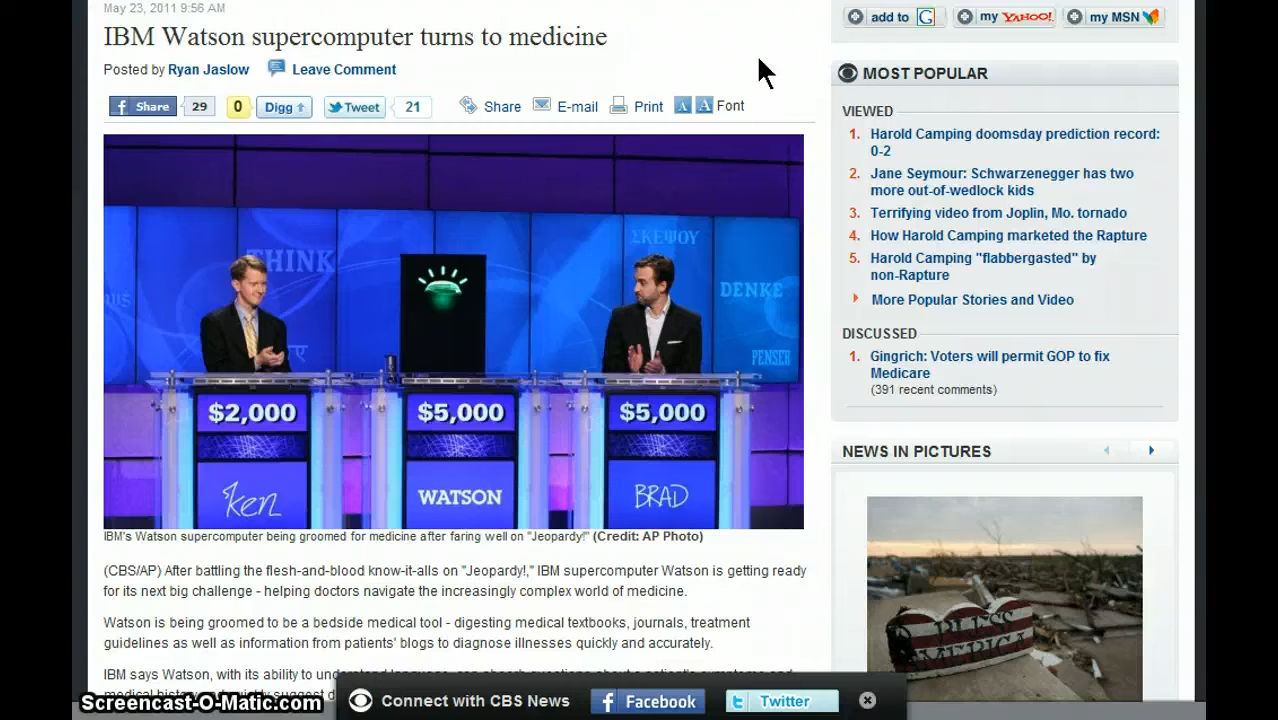 May 23, 2011 9:56 AM
IBM Watson supercomputer turns to medicine
Posted by Ryan Jaslow Leave Comment
Share 29 0 Digg Tweet 21 Share E-mail Print A A Font
THINK
ΣΚΕΨΟΥ
DENKE
PENSER
$2,000 $5,000 $5,000
Ken WATSON BRAD
IBM's Watson supercomputer being groomed for medicine after faring well on "Jeopardy!" (Credit: AP Photo)
(CBS/AP) After battling the flesh-and-blood know-it-alls on "Jeopardy!," IBM supercomputer Watson is getting ready
for its next big challenge - helping doctors navigate the increasingly complex world of medicine.
Watson is being groomed to be a bedside medical tool - digesting medical textbooks, journals, treatment
guidelines as well as information from patients' blogs to diagnose illnesses quickly and accurately.
IBM says Watson, with its ability to
add to G my YAHOO! my MSN
MOST POPULAR
VIEWED
1. Harold Camping doomsday prediction record:
0-2
2. Jane Seymour: Schwarzenegger has two
more out-of-wedlock kids
3. Terrifying video from Joplin, Mo. tornado
4. How Harold Camping marketed the Rapture
5. Harold Camping "flabbergasted" by
non-Rapture
More Popular Stories and Video
DISCUSSED
1. Gingrich: Voters will permit GOP to fix
Medicare
(391 recent comments)
NEWS IN PICTURES
BLESS
AMERICA
Screencast-O-Matic.com
Connect with CBS News Facebook Twitter